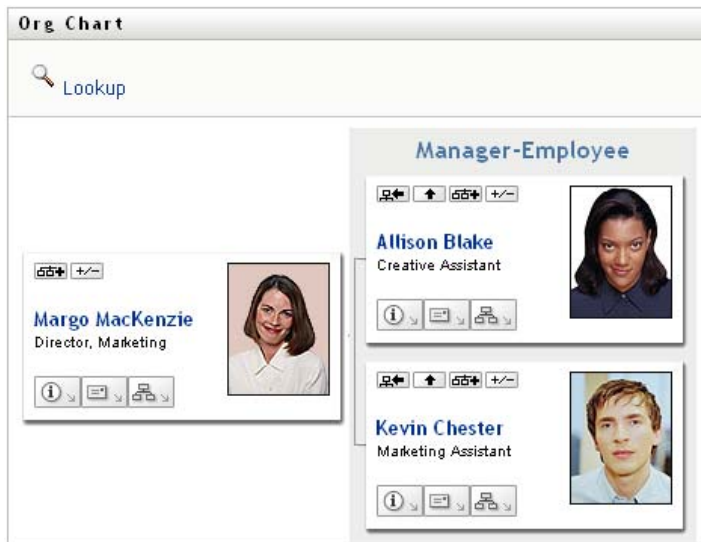 Org Chart
Lookup
Manager-Employee
+/-
Margo MacKenzie
Director, Marketing
+/-
Allison Blake
Creative Assistant
+/-
Kevin Chester
Marketing Assistant